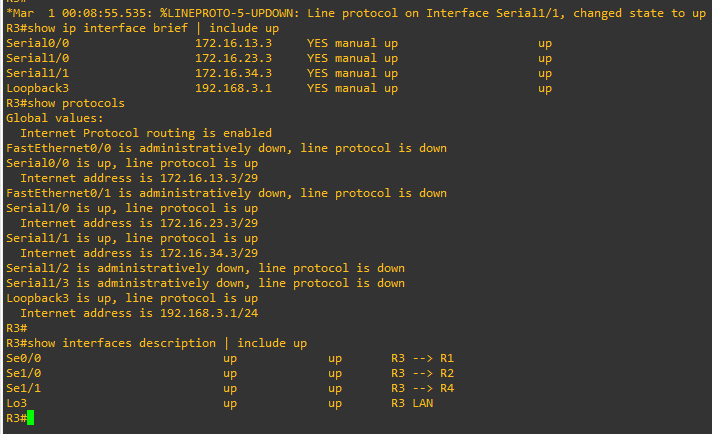 *Mar  1 00:08:55.535: %LINEPROTO-5-UPDOWN: Line protocol on Interface Serial1/1, changed state to up
R3#show ip interface brief | include up
Serial0/0                  172.16.13.3     YES manual up                    up
Serial1/0                  172.16.23.3     YES manual up                    up
Serial1/1                  172.16.34.3     YES manual up                    up
Loopback3                  192.168.3.1     YES manual up                    up
R3#show protocols
Global values:
  Internet Protocol routing is enabled
FastEthernet0/0 is administratively down, line protocol is down
Serial0/0 is up, line protocol is up
  Internet address is 172.16.13.3/29
FastEthernet0/1 is administratively down, line protocol is down
Serial1/0 is up, line protocol is up
  Internet address is 172.16.23.3/29
Serial1/1 is up, line protocol is up
  Internet address is 172.16.34.3/29
Serial1/2 is administratively down, line protocol is down
Serial1/3 is administratively down, line protocol is down
Loopback3 is up, line protocol is up
  Internet address is 192.168.3.1/24
R3#
R3#show interfaces description | include up
Se0/0                          up             up       R3 --> R1
Se1/0                          up             up       R3 --> R2
Se1/1                          up             up       R3 --> R4
Lo3                            up             up       R3 LAN
R3#